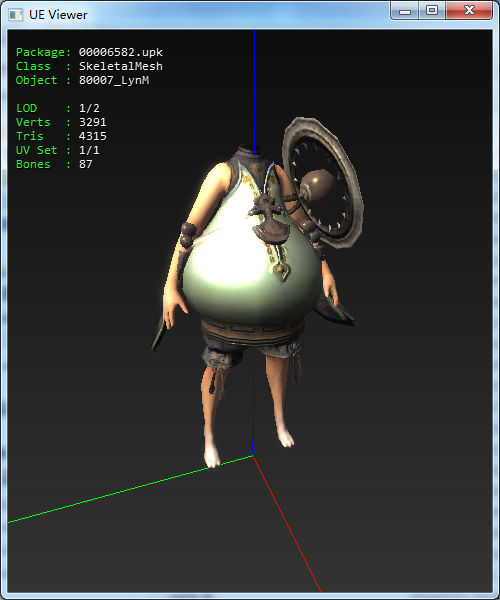 UE Viewer
Package: 00006582.upk
Class : SkeletalMesh
Object : 80007_LynM
LOD : 1/2
Verts : 3291
Tris : 4315
UV Set : 1/1
Bones : 87